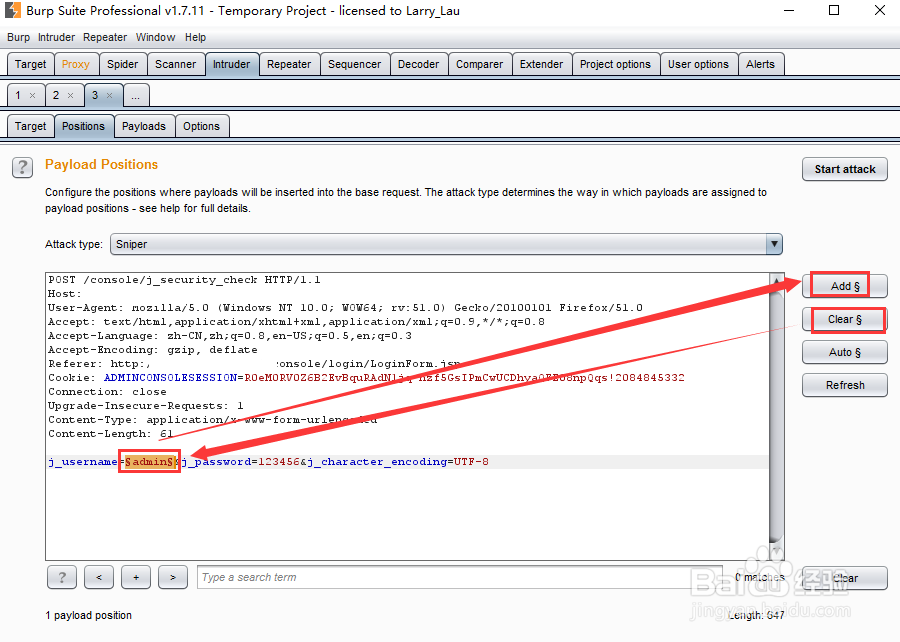 Burp Suite Professional v1.7.11 - Temporary Project - licensed to Larry_Lau
Burp Intruder Repeater Window Help
Target Proxy Spider Scanner Intruder Repeater Sequencer Decoder Comparer Extender Project options User options Alerts
1 × 2 × 3 × ...
Target Positions Payloads Options
? Payload Positions
Start attack
Configure the positions where payloads will be inserted into the base request. The attack type determines the way in which payloads are assigned to
payload positions - see help for full details.
Attack type: Sniper
POST /console/j_security_check HTTP/1.1
Add §
Host:
User-Agent: Mozilla/5.0 (Windows NT 10.0; WOW64; rv:51.0) Gecko/20100101 Firefox/51.0
Clear §
Accept: text/html,application/xhtml+xml,application/xml;q=0.9,*/*;q=0.8
Accept-Language: zh-CN,zh;q=0.8,en-US;q=0.5,en;q=0.3
Accept-Encoding: gzip, deflate
Auto §
Referer: http: console/login/LoginForm.jsp
Cookie: ADMINCONSOLESESSION=
Refresh
Connection: close
Upgrade-Insecure-Requests: 1
Content-Type: application/x-www-form-urlencoded
Content-Length: 61
j_username=§admin§&j_password=123456&j_character_encoding=UTF-8
? < + > Type a search term 0 matches Clear
1 payload position Length: 647
Baidu 经验
jingyan.baidu.com